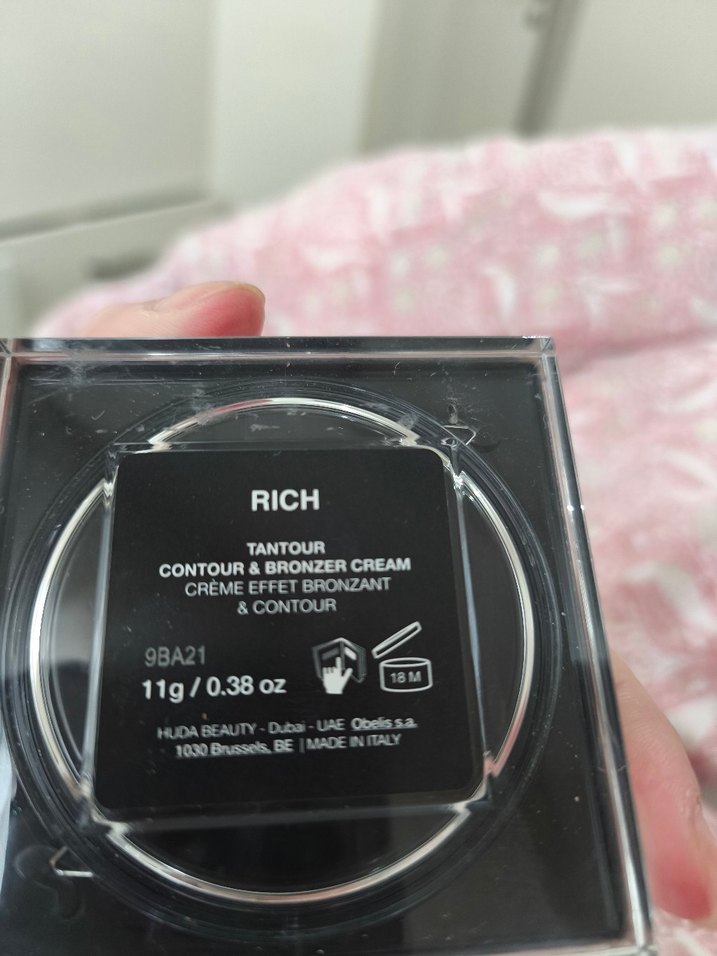 RICH
TANTOUR
CONTOUR & BRONZER CREAM
CRÈME EFFET BRONZANT
& CONTOUR
9BA21
11g / 0.38 oz
18 M
HUDA BEAUTY - Dubai - UAE Obelis s.a.
1030 Brussels, BE | MADE IN ITALY